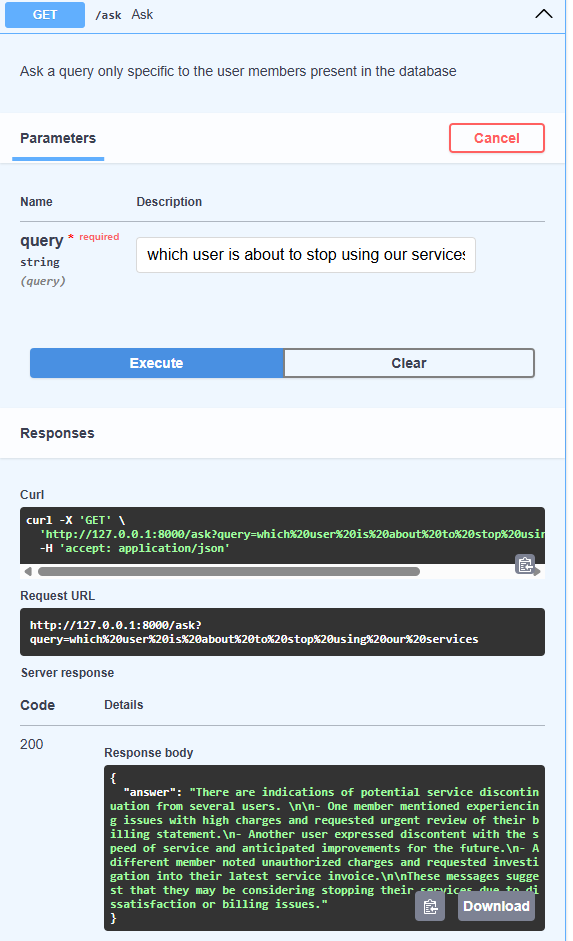 GET /ask Ask
Ask a query only specific to the user members present in the database
Parameters
Cancel
Name Description
query * required
string
(query)
which user is about to stop using our services
Execute
Clear
Responses
Curl
curl -X 'GET' \
'http://127.0.0.1:8000/ask?query=which%20user%20is%20about%20to%20stop%20usin
-H 'accept: application/json'
Request URL
http://127.0.0.1:8000/ask?
query=which%20user%20is%20about%20to%20stop%20using%20our%20services
Server response
Code Details
200
Response body
{
"answer": "There are indications of potential service discontin
uation from several users. \n\n- One member mentioned experiencin
g issues with high charges and requested urgent review of their b
illing statement.\n- Another user expressed discontent with the s
peed of service and anticipated improvements for the future.\n- A
different member noted unauthorized charges and requested investi
gation into their latest service invoice.\n\nThese messages sugge
st that they may be considering stopping their services due to di
ssatisfaction or billing issues."
}
Download